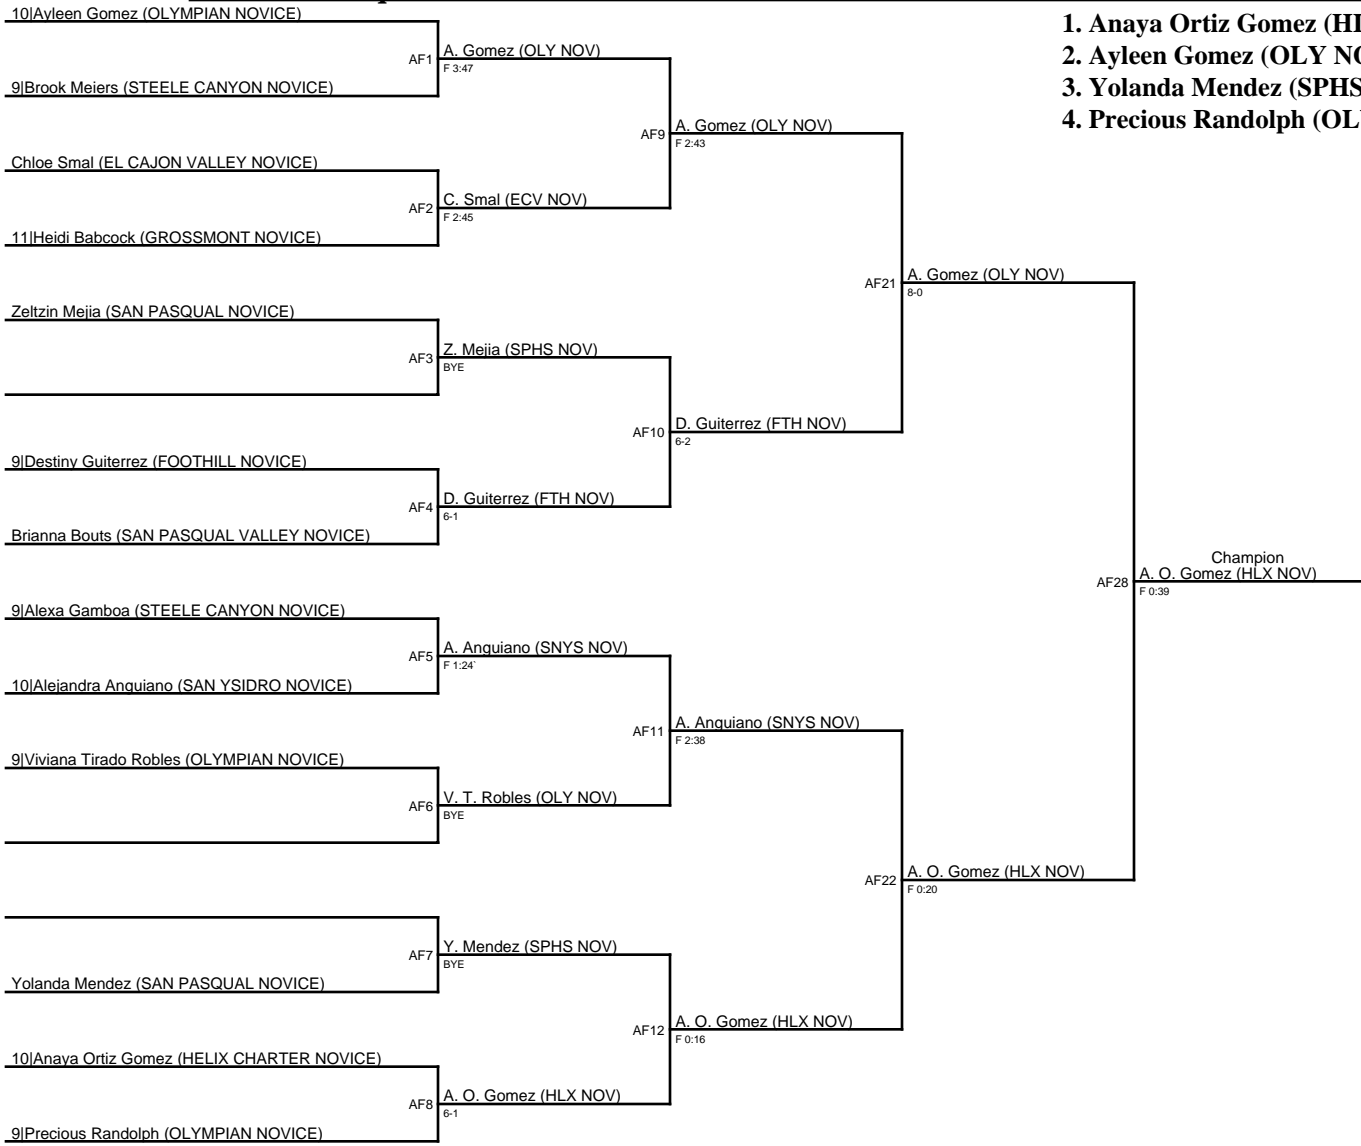 10|Ayleen Gomez (OLYMPIAN NOVICE)
1. Anaya Ortiz Gomez (HL
2. Ayleen Gomez (OLY NO
3. Yolanda Mendez (SPHS
4. Precious Randolph (OL
AF1
A. Gomez (OLY NOV)
F 3:47
9|Brook Meiers (STEELE CANYON NOVICE)
AF9
A. Gomez (OLY NOV)
F 2:43
Chloe Smal (EL CAJON VALLEY NOVICE)
AF2
C. Smal (ECV NOV)
F 2:45
11|Heidi Babcock (GROSSMONT NOVICE)
AF21
A. Gomez (OLY NOV)
8-0
Zeltzin Mejia (SAN PASQUAL NOVICE)
AF3
Z. Mejia (SPHS NOV)
BYE
AF10
D. Guiterrez (FTH NOV)
6-2
9|Destiny Guiterrez (FOOTHILL NOVICE)
AF4
D. Guiterrez (FTH NOV)
6-1
Brianna Bouts (SAN PASQUAL VALLEY NOVICE)
Champion
AF28
A. O. Gomez (HLX NOV)
F 0:39
9|Alexa Gamboa (STEELE CANYON NOVICE)
AF5
A. Anguiano (SNYS NOV)
F 1:24`
10|Alejandra Anguiano (SAN YSIDRO NOVICE)
AF11
A. Anguiano (SNYS NOV)
F 2:38
9|Viviana Tirado Robles (OLYMPIAN NOVICE)
AF6
V. T. Robles (OLY NOV)
BYE
AF22
A. O. Gomez (HLX NOV)
F 0:20
AF7
Y. Mendez (SPHS NOV)
BYE
Yolanda Mendez (SAN PASQUAL NOVICE)
AF12
A. O. Gomez (HLX NOV)
F 0:16
10|Anaya Ortiz Gomez (HELIX CHARTER NOVICE)
AF8
A. O. Gomez (HLX NOV)
6-1
9|Precious Randolph (OLYMPIAN NOVICE)